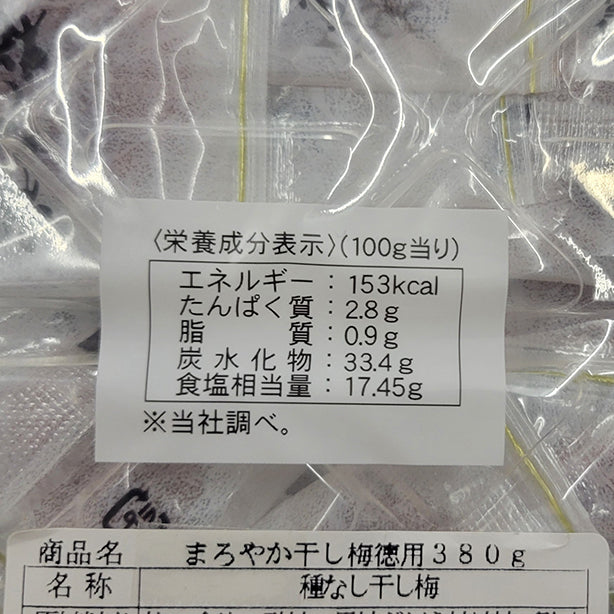 〈栄養成分表示〉(100g当り)
エネルギー：153kcal
たんぱく質：2.8g
脂質：0.9g
炭水化物：33.4g
食塩相当量：17.45g
※当社調べ。
商品名 まろやか干し梅徳用380g
名称 種なし干し梅